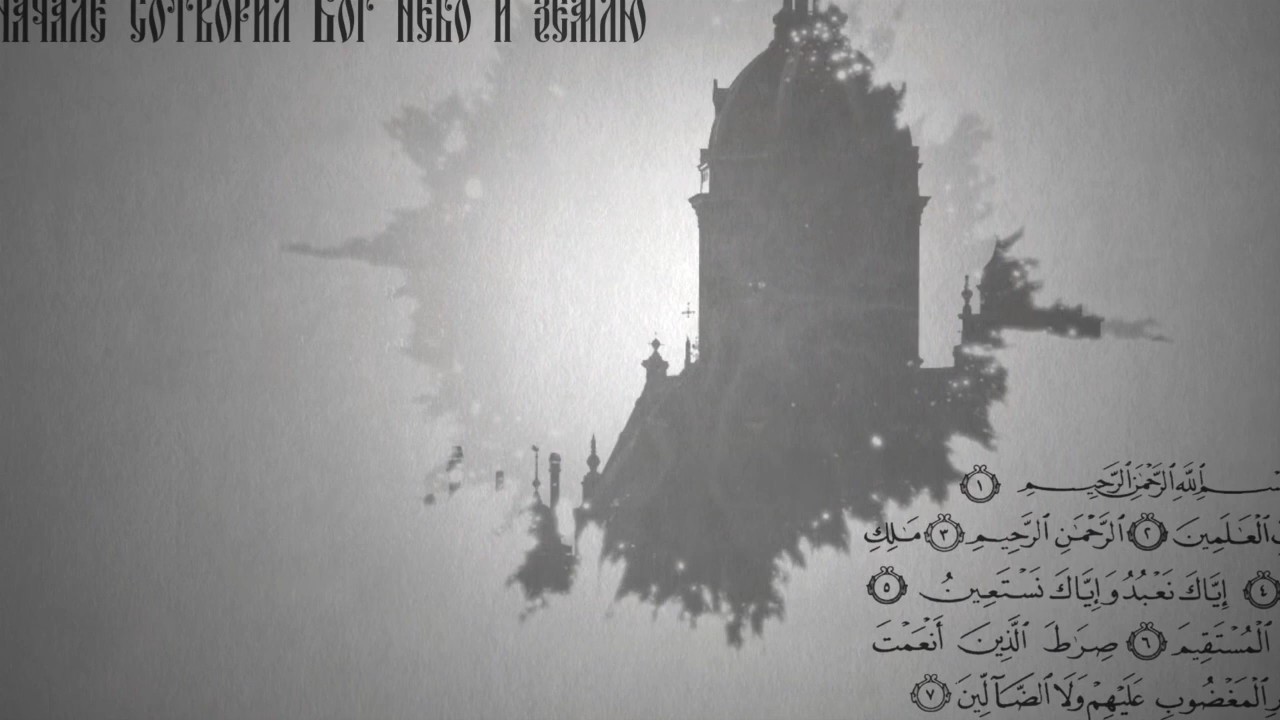 НАЧАЛЕ СОТВОРИЛ БОГ НЕБО И ЗЕМЛЮ
ٱللَّهِ ٱلرَّحْمَٰنِ ٱلرَّحِيمِ ١
ٱلْعَٰلَمِينَ ٢ ٱلرَّحْمَٰنِ ٱلرَّحِيمِ ٣ مَٰلِكِ
٤ إِيَّاكَ نَعْبُدُ وَإِيَّاكَ نَسْتَعِينُ ٥
ٱلْمُسْتَقِيمَ ٦ صِرَٰطَ ٱلَّذِينَ أَنْعَمْتَ
ٱلْمَغْضُوبِ عَلَيْهِمْ وَلَا ٱلضَّآلِّينَ ٧